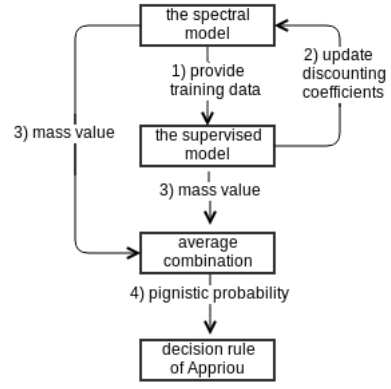 the spectral
model
1) provide
training data
2) update
discounting
coefficients
3) mass value
the supervised
model
3) mass value
average
combination
4) pignistic probability
decision rule
of Appriou